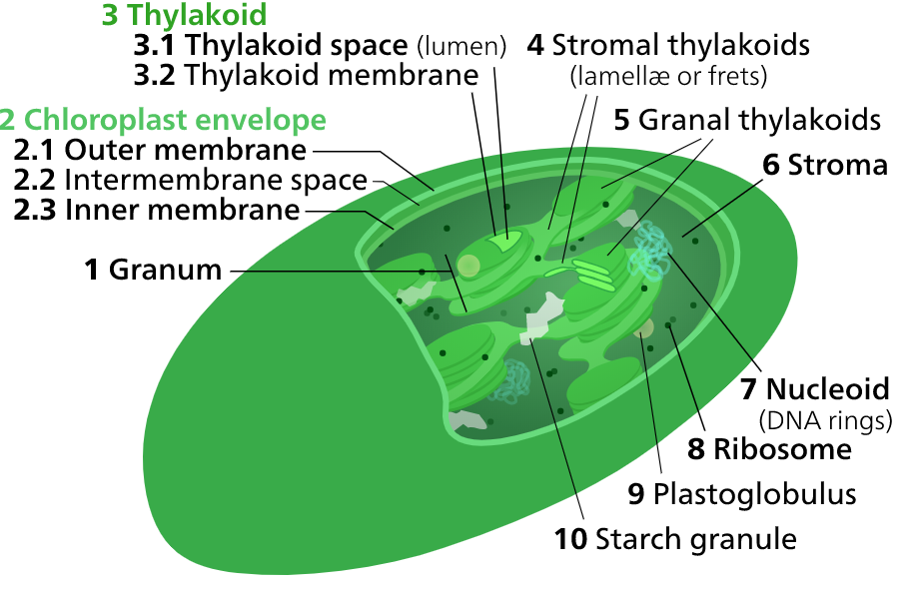 3 Thylakoid
3.1 Thylakoid space (lumen)
3.2 Thylakoid membrane
4 Stromal thylakoids
(lamellæ or frets)
2 Chloroplast envelope
2.1 Outer membrane
2.2 Intermembrane space
2.3 Inner membrane
5 Granal thylakoids
6 Stroma
1 Granum
7 Nucleoid
(DNA rings)
8 Ribosome
9 Plastoglobulus
10 Starch granule